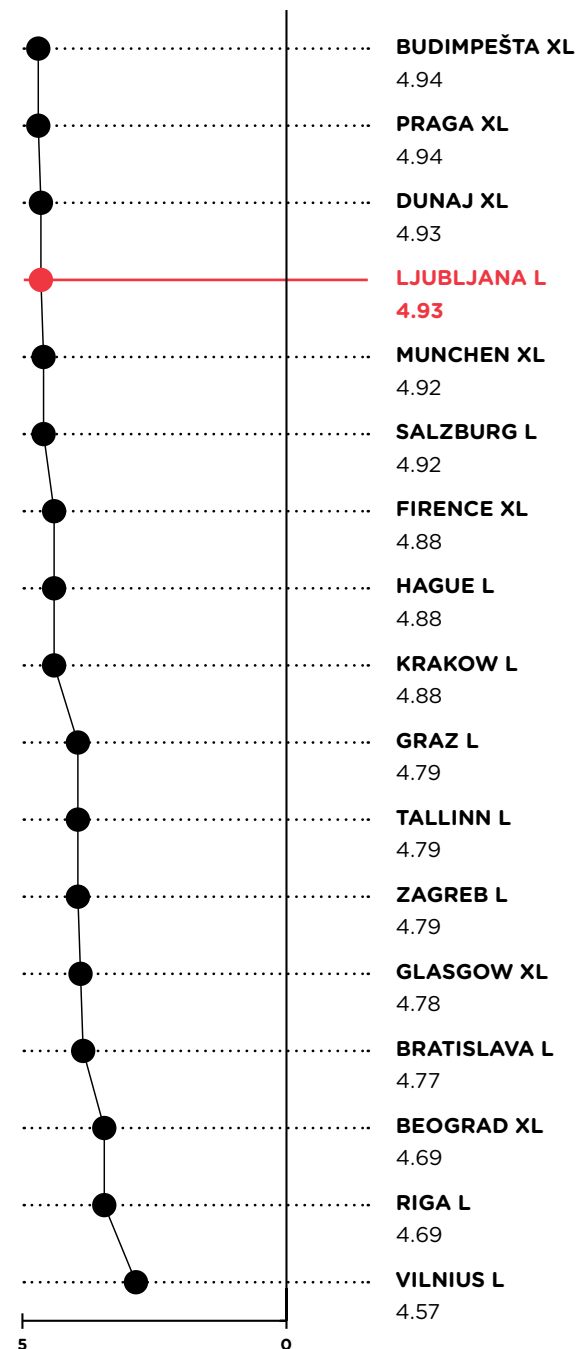 BUDIMPEŠTA XL
4.94
PRAGA XL
4.94
DUNAJ XL
4.93
LJUBLJANA L
4.93
MUNCHEN XL
4.92
SALZBURG L
4.92
FIRENCE XL
4.88
HAGUE L
4.88
KRAKOW L
4.88
GRAZ L
4.79
TALLINN L
4.79
ZAGREB L
4.79
GLASGOW XL
4.78
BRATISLAVA L
4.77
BEOGRAD XL
4.69
RIGA L
4.69
VILNIUS L
4.57
5 0